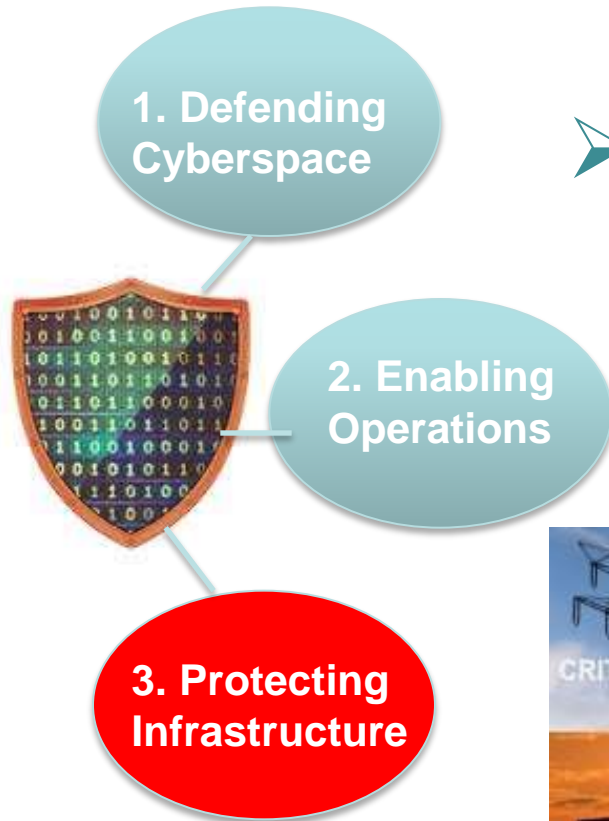 1. Defending
Cyberspace
2. Enabling
Operations
3. Protecting
Infrastructure